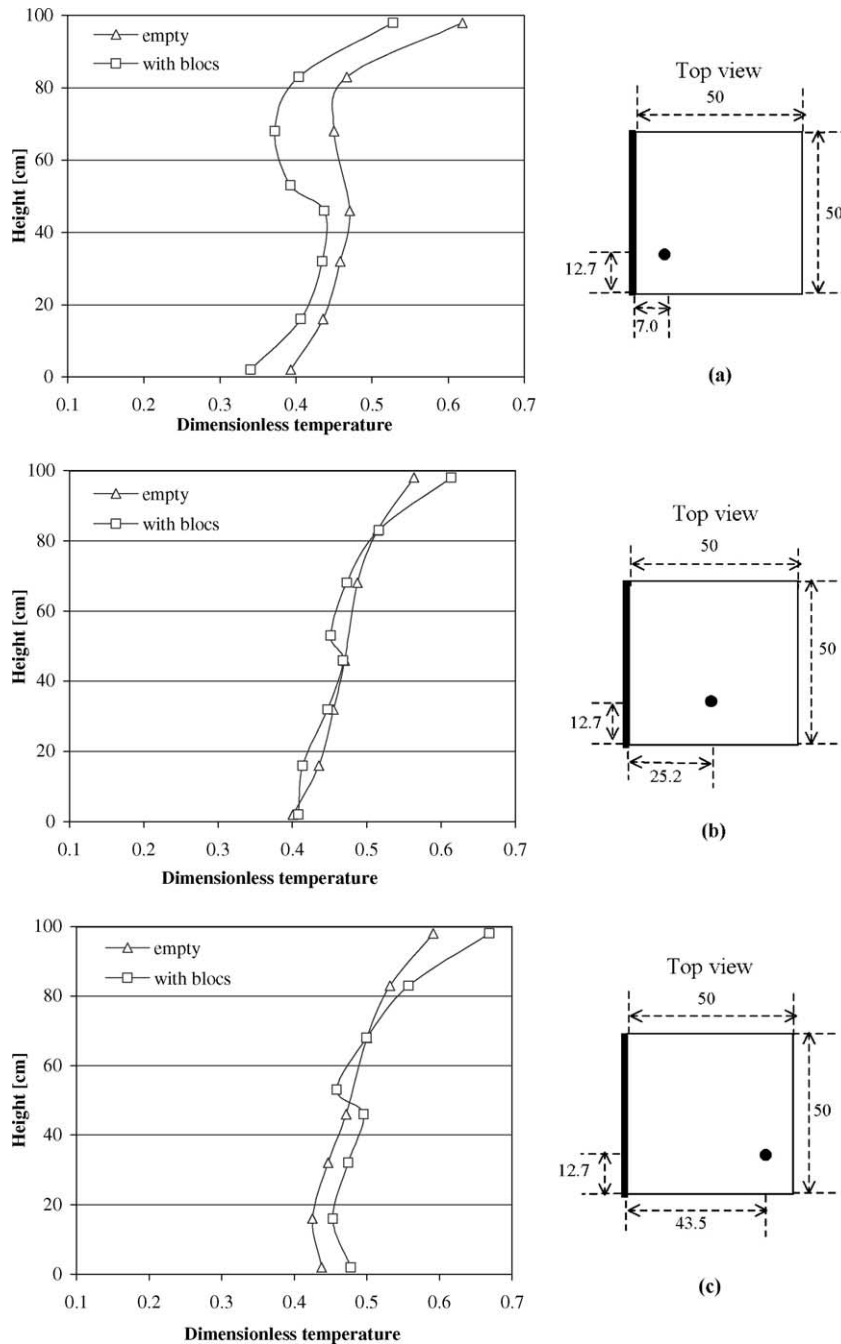 100
80
60
40
20
0
Height [cm]
empty
with blocs
0.1 0.2 0.3 0.4 0.5 0.6 0.7
Dimensionless temperature
Top view
50
50
12.7
7.0
(a)
100
80
60
40
20
0
Height [cm]
empty
with blocs
0.1 0.2 0.3 0.4 0.5 0.6 0.7
Dimensionless temperature
Top view
50
50
12.7
25.2
(b)
100
80
60
40
20
0
Height [cm]
empty
with blocs
0.1 0.2 0.3 0.4 0.5 0.6 0.7
Dimensionless temperature
Top view
50
50
12.7
43.5
(c)